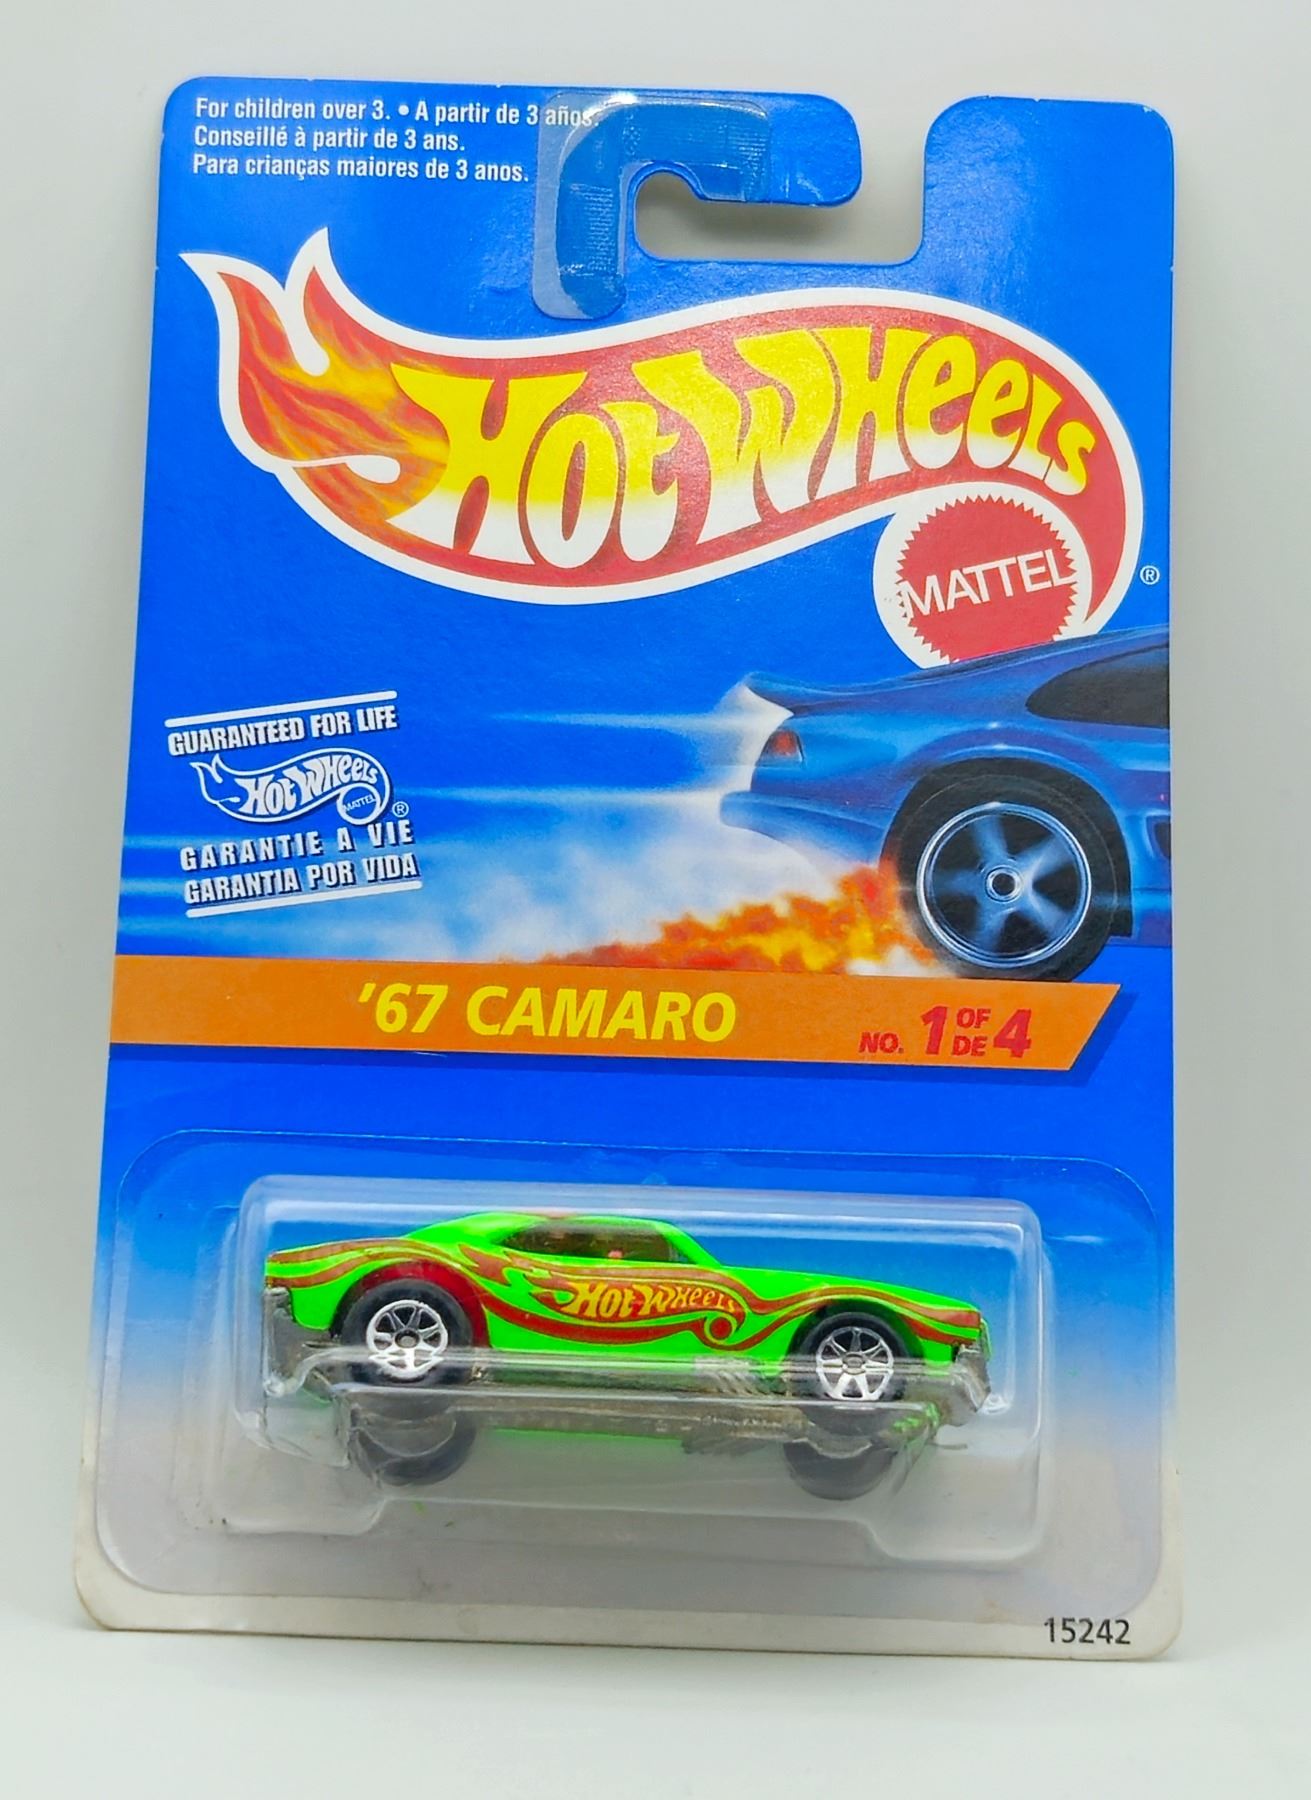 For children over 3. • A partir de 3 años.
Conseillé à partir de 3 ans.
Para crianças maiores de 3 anos.
HOT WHEELS
MATTEL
®
GUARANTEED FOR LIFE
HOT WHEELS
MATTEL
®
GARANTIE A VIE
GARANTIA POR VIDA
'67 CAMARO
NO. 1 OF DE 4
HOT WHEELS
15242